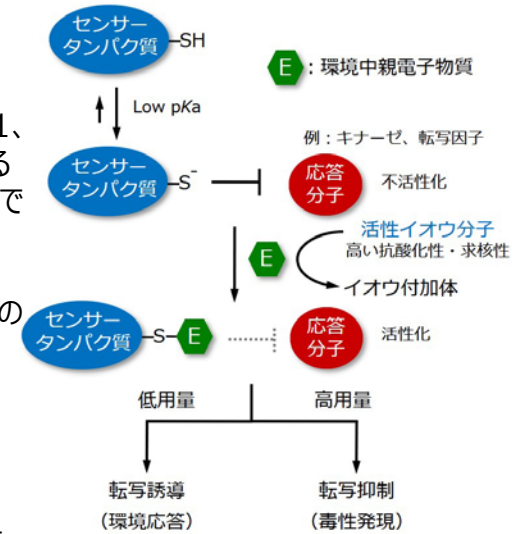 センサー
タンパク質
-SH
E：環境中親電子物質
Low pKa
1、
る
で
例：キナーゼ、転写因子
センサー
タンパク質
-S⁻
応答
分子
不活性化
活性イオウ分子
高い抗酸化性・求核性
E
イオウ付加体
の
センサー
タンパク質
-S-E
応答
分子
活性化
低用量
高用量
転写誘導
（環境応答）
転写抑制
（毒性発現）